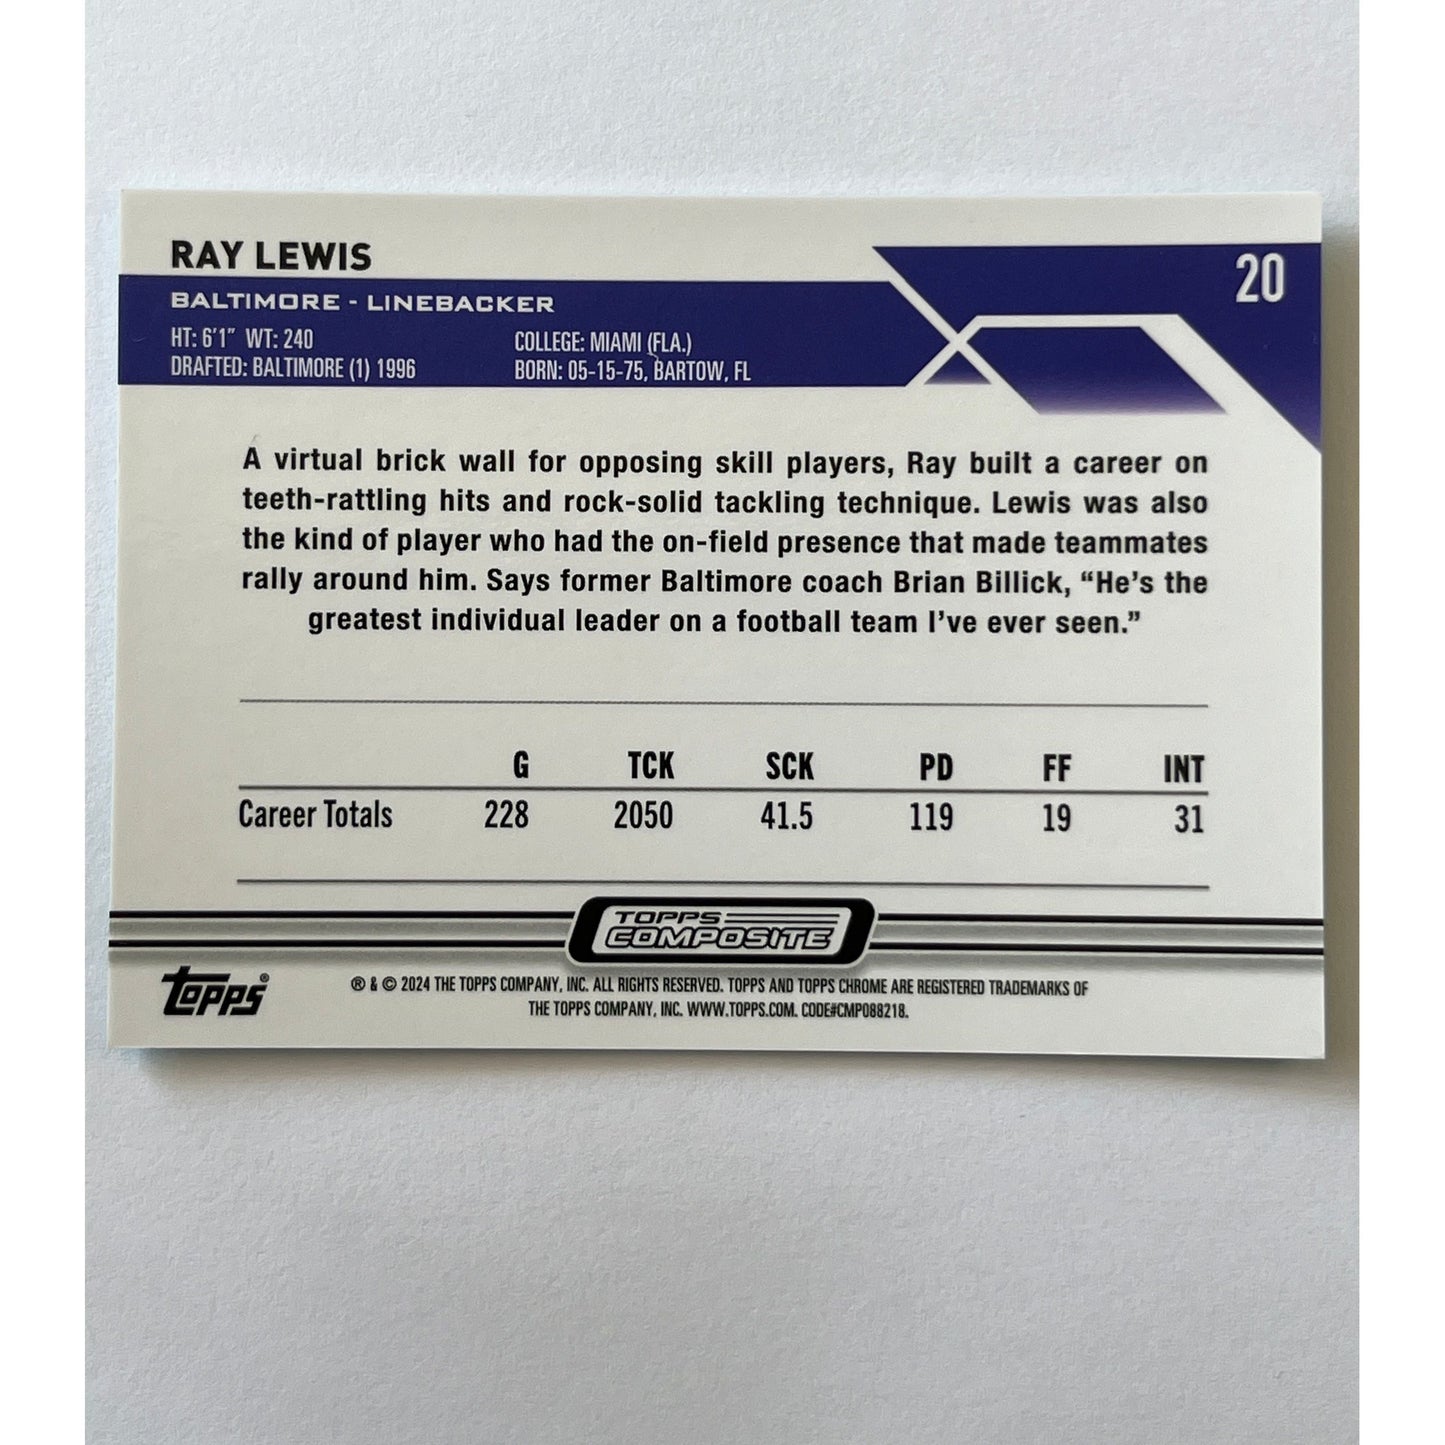 RAY LEWIS
20
BALTIMORE - LINEBACKER
HT: 6'1" WT: 240
COLLEGE: MIAMI (FLA.)
DRAFTED: BALTIMORE (1) 1996
BORN: 05-15-75, BARTOW, FL
A virtual brick wall for opposing skill players, Ray built a career on
teeth-rattling hits and rock-solid tackling technique. Lewis was also
the kind of player who had the on-field presence that made teammates
rally around him. Says former Baltimore coach Brian Billick, “He’s the
greatest individual leader on a football team I’ve ever seen.”
G TCK SCK PD FF INT
Career Totals 228 2050 41.5 119 19 31
TOPPS
COMPOSITE
topps®
® & © 2024 THE TOPPS COMPANY, INC. ALL RIGHTS RESERVED. TOPPS AND TOPPS CHROME ARE REGISTERED TRADEMARKS OF
THE TOPPS COMPANY, INC. WWW.TOPPS.COM. CODE#CMP088218.